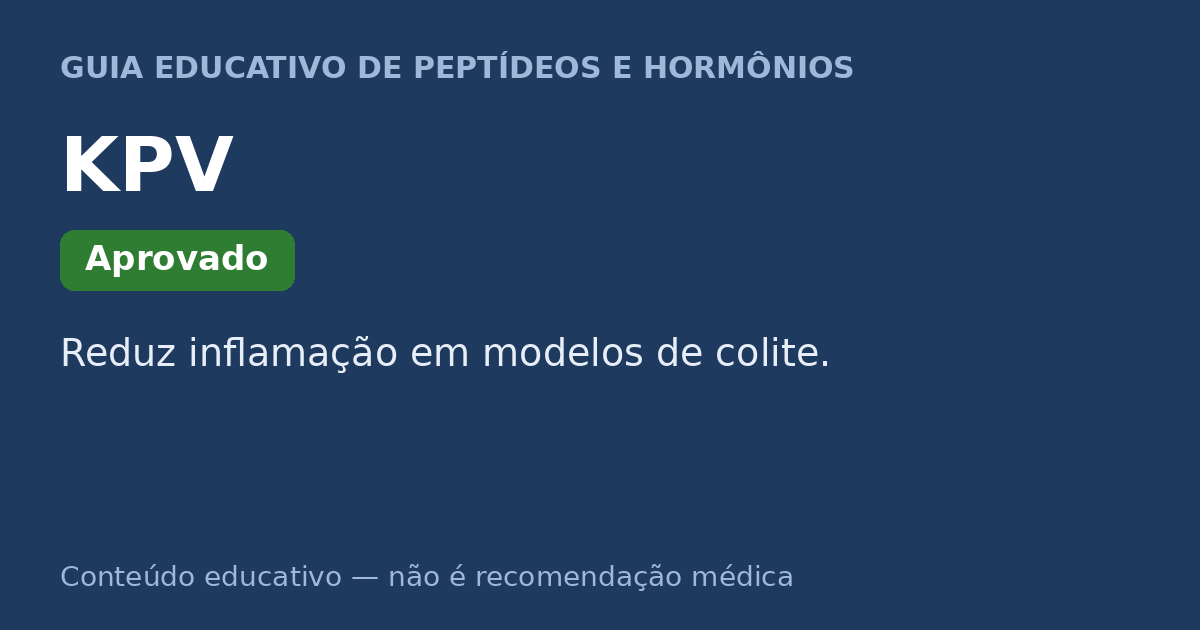 GUIA EDUCATIVO DE PEPTÍDEOS E HORMÔNIOS
KPV
Aprovado
Reduz inflamação em modelos de colite.
Conteúdo educativo — não é recomendação médica